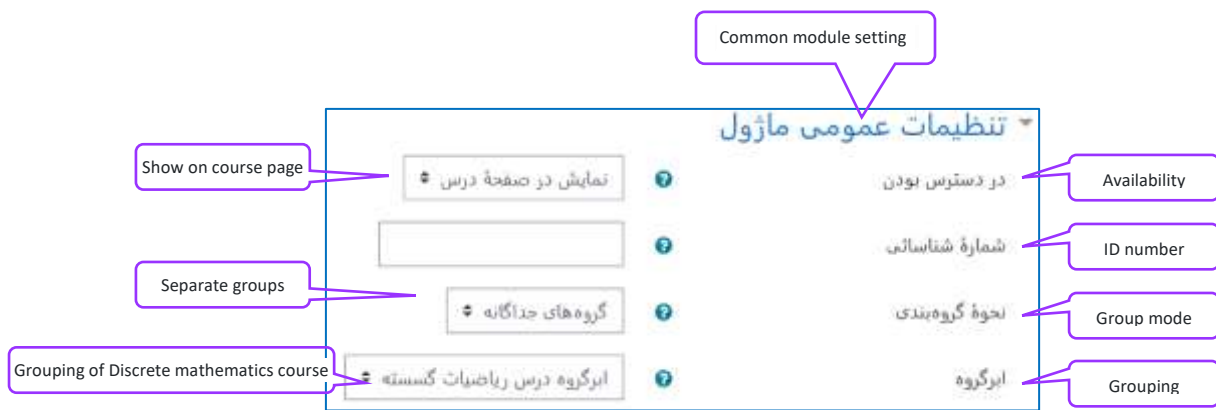 Common module setting
تنظیمات عمومی ماژول
Show on course page
نمایش در صفحهٔ درس
در دسترس بودن
Availability
شمارهٔ شناسائی
ID number
Separate groups
گروه‌های جداگانه
نحوهٔ گروه‌بندی
Group mode
Grouping of Discrete mathematics course
ابرگروه درس ریاضیات گسسته
ابرگروه
Grouping